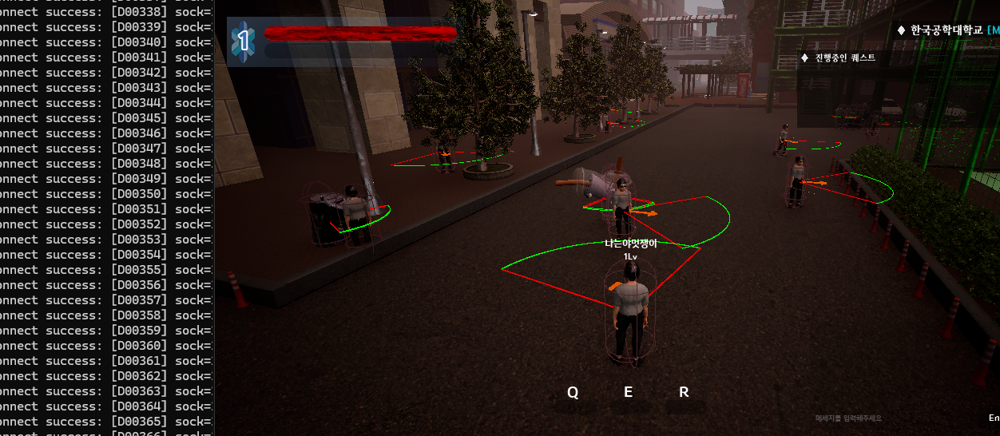 onnect success: [D00338] sock=
onnect success: [D00339] sock=
onnect success: [D00340] sock=
onnect success: [D00341] sock=
onnect success: [D00342] sock=
onnect success: [D00343] sock=
onnect success: [D00344] sock=
onnect success: [D00345] sock=
onnect success: [D00346] sock=
onnect success: [D00347] sock=
onnect success: [D00348] sock=
onnect success: [D00349] sock=
onnect success: [D00350] sock=
onnect success: [D00351] sock=
onnect success: [D00352] sock=
onnect success: [D00353] sock=
onnect success: [D00354] sock=
onnect success: [D00355] sock=
onnect success: [D00356] sock=
onnect success: [D00357] sock=
onnect success: [D00358] sock=
onnect success: [D00359] sock=
onnect success: [D00360] sock=
onnect success: [D00361] sock=
onnect success: [D00362] sock=
onnect success: [D00363] sock=
onnect success: [D00364] sock=
onnect success: [D00365] sock=
1
♦ 한국공학대학교 [M
♦ 진행중인 퀘스트
나는야멋쟁이
1Lv
Q E R
메세지를 입력해주세요
En